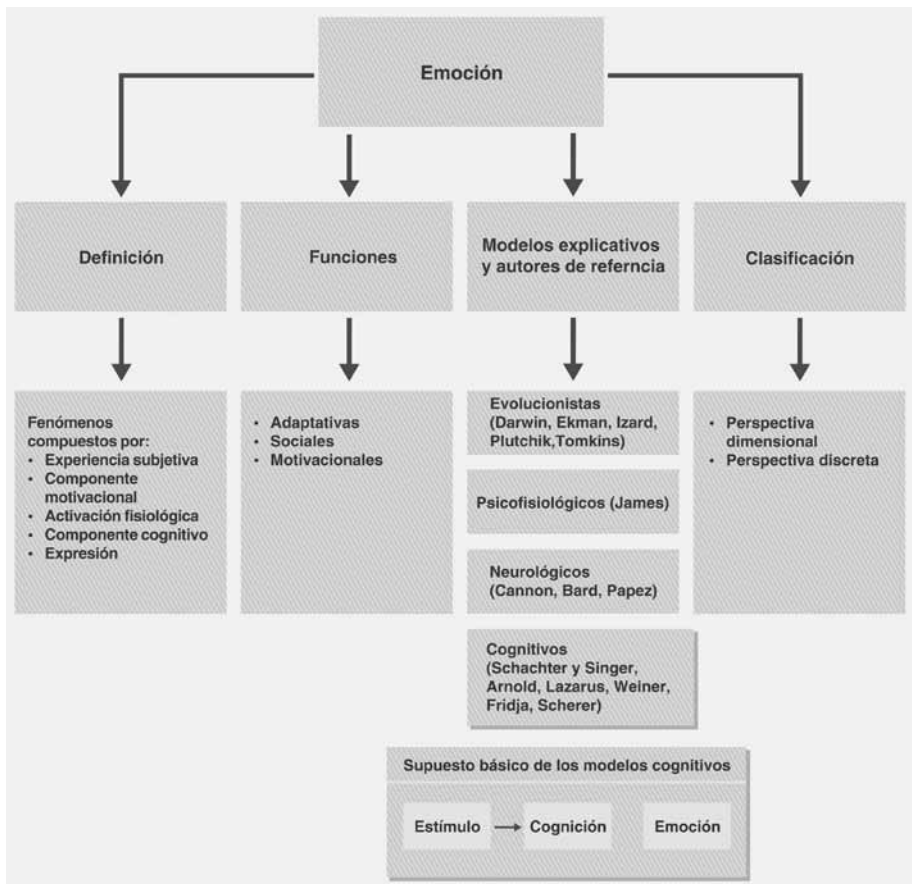 Emoción
Definición
Funciones
Modelos explicativos
y autores de referncia
Clasificación
Fenómenos
compuestos por:
• Experiencia subjetiva
• Componente
motivacional
• Activación fisiológica
• Componente cognitivo
• Expresión
• Adaptativas
• Sociales
• Motivacionales
Evolucionistas
(Darwin, Ekman, Izard,
Plutchik,Tomkins)
Psicofisiológicos (James)
Neurológicos
(Cannon, Bard, Papez)
Cognitivos
(Schachter y Singer,
Arnold, Lazarus, Weiner,
Fridja, Scherer)
• Perspectiva
dimensional
• Perspectiva discreta
Supuesto básico de los modelos cognitivos
Estímulo
Cognición
Emoción